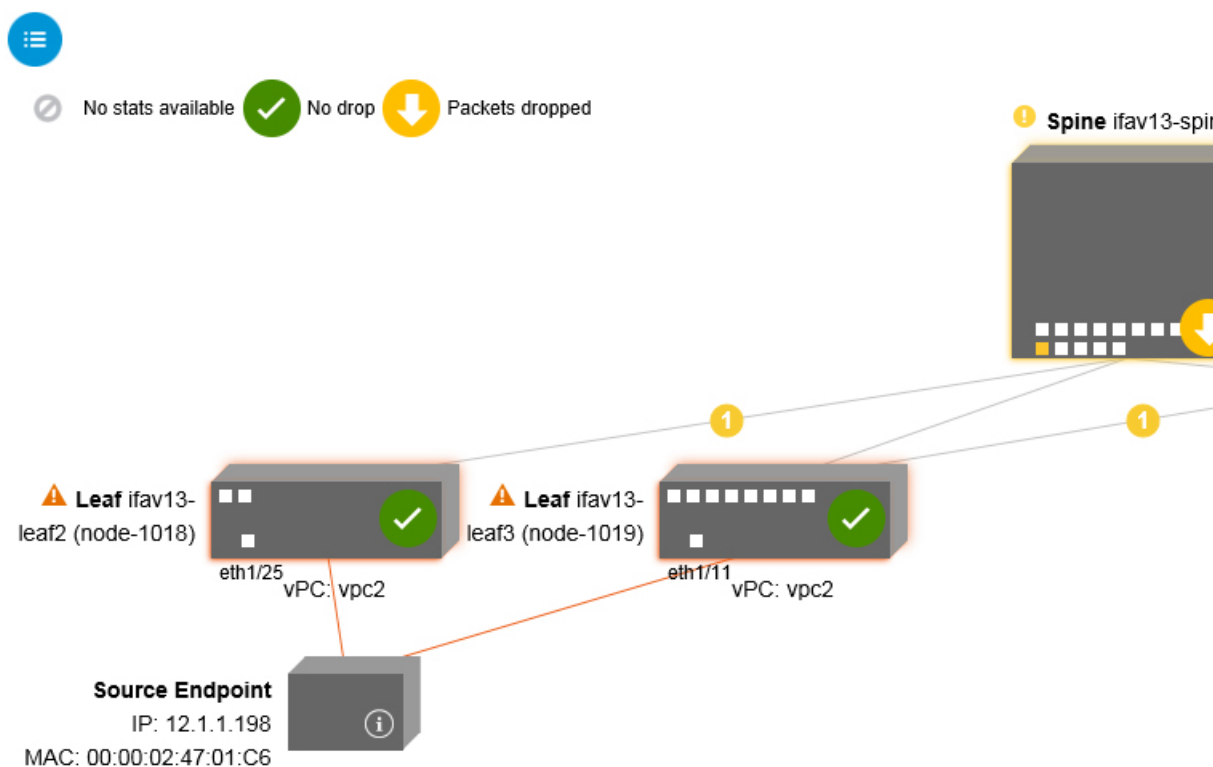 No stats available No drop Packets dropped
Spine ifav13-spin
1 1
Leaf ifav13-
leaf2 (node-1018)
eth1/25
vPC: vpc2
Leaf ifav13-
leaf3 (node-1019)
eth1/11
vPC: vpc2
Source Endpoint
IP: 12.1.1.198
MAC: 00:00:02:47:01:C6